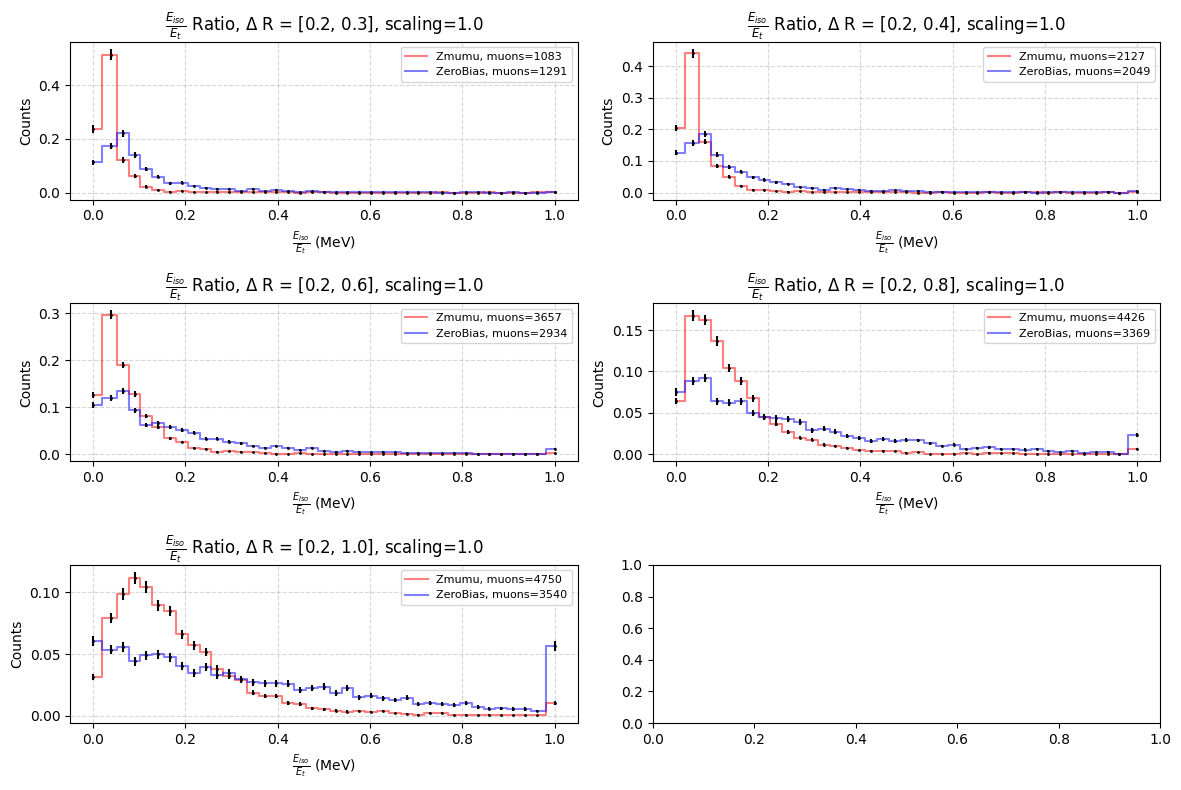 E_iso/E_t Ratio, Δ R = [0.2, 0.3], scaling=1.0
Counts
0.4
0.2
0.0
Zmumu, muons=1083
ZeroBias, muons=1291
0.0 0.2 0.4 0.6 0.8 1.0
E_iso/E_t (MeV)
E_iso/E_t Ratio, Δ R = [0.2, 0.4], scaling=1.0
Counts
0.4
0.3
0.2
0.1
0.0
Zmumu, muons=2127
ZeroBias, muons=2049
0.0 0.2 0.4 0.6 0.8 1.0
E_iso/E_t (MeV)
E_iso/E_t Ratio, Δ R = [0.2, 0.6], scaling=1.0
Counts
0.3
0.2
0.1
0.0
Zmumu, muons=3657
ZeroBias, muons=2934
0.0 0.2 0.4 0.6 0.8 1.0
E_iso/E_t (MeV)
E_iso/E_t Ratio, Δ R = [0.2, 0.8], scaling=1.0
Counts
0.15
0.10
0.05
0.00
Zmumu, muons=4426
ZeroBias, muons=3369
0.0 0.2 0.4 0.6 0.8 1.0
E_iso/E_t (MeV)
E_iso/E_t Ratio, Δ R = [0.2, 1.0], scaling=1.0
Counts
0.10
0.05
0.00
Zmumu, muons=4750
ZeroBias, muons=3540
0.0 0.2 0.4 0.6 0.8 1.0
E_iso/E_t (MeV)
1.0
0.8
0.6
0.4
0.2
0.0
0.0 0.2 0.4 0.6 0.8 1.0